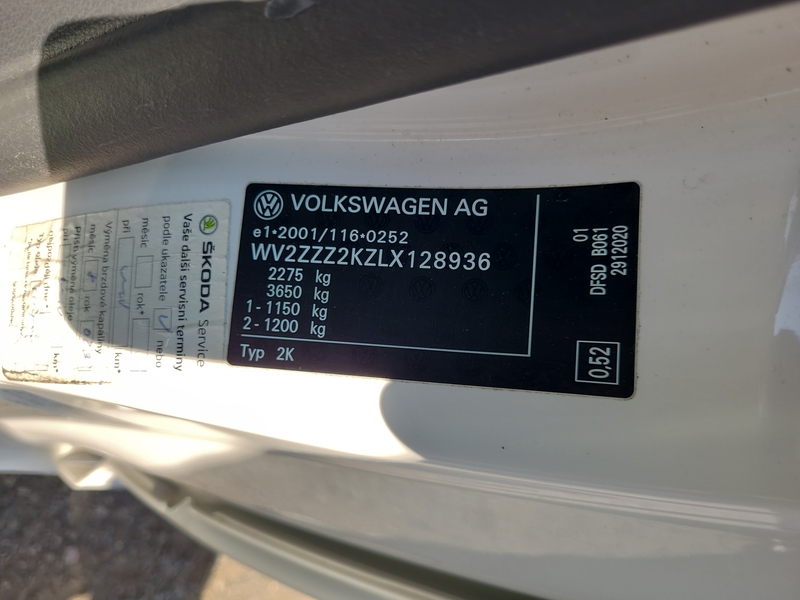 VOLKSWAGEN AG
e1*2001/116*0252
WV2ZZZ2KZLX128936
2275 kg
3650 kg
1 - 1150 kg
2 - 1200 kg
Typ 2K
01
DFSD B061
29122020
0,52
ŠKODA Service
Vaše další servisní termíny
podle ukazatele nebo
měsíc rok*
při km*
Výměna brzdové kapaliny
měsíc rok